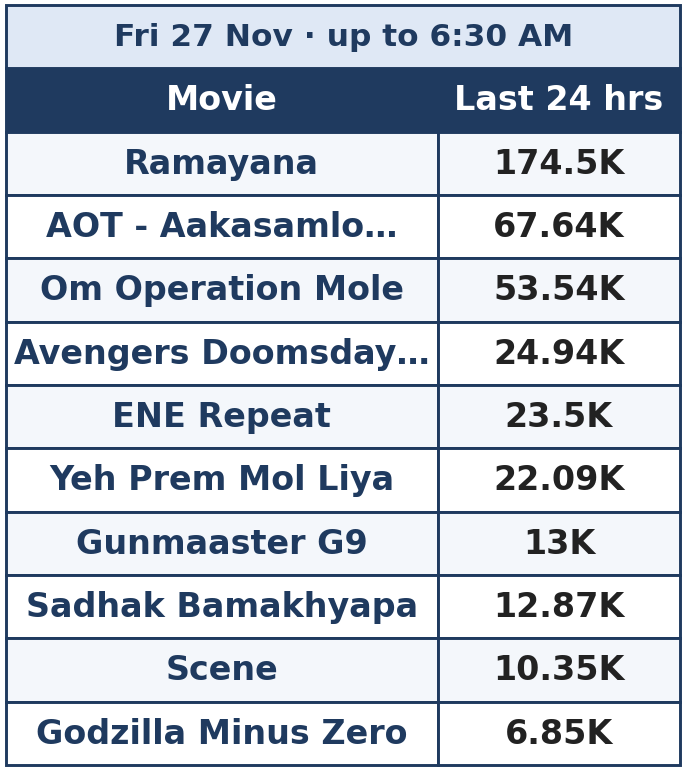 Fri 27 Nov · up to 6:30 AM
Movie Last 24 hrs
Ramayana 174.5K
AOT - Aakasamlo... 67.64K
Om Operation Mole 53.54K
Avengers Doomsday... 24.94K
ENE Repeat 23.5K
Yeh Prem Mol Liya 22.09K
Gunmaaster G9 13K
Sadhak Bamakhyapa 12.87K
Scene 10.35K
Godzilla Minus Zero 6.85K